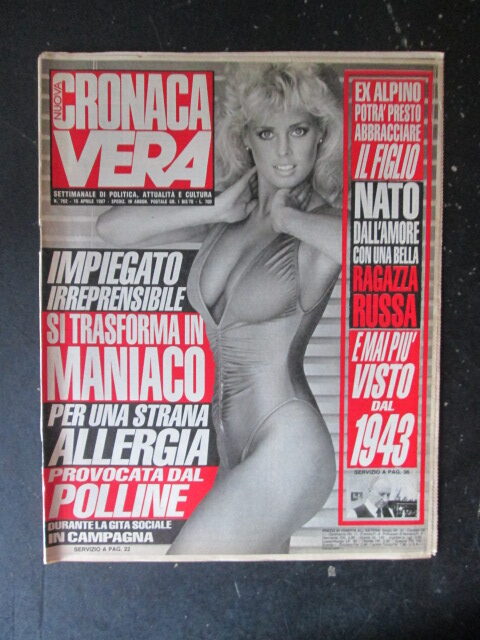 NUOVA
CRONACA
VERA
SETTIMANALE DI POLITICA, ATTUALITÀ E CULTURA
IMPIEGATO
IRREPRENSIBILE
SI TRASFORMA IN
MANIACO
PER UNA STRANA
ALLERGIA
PROVOCATA DAL
POLLINE
DURANTE LA GITA SOCIALE
IN CAMPAGNA
SERVIZIO A PAG. 22
EX ALPINO
POTRA' PRESTO
ABBRACCIARE
IL FIGLIO
NATO
DALL'AMORE
CON UNA BELLA
RAGAZZA
RUSSA
E MAI PIU'
VISTO
DAL
1943
SERVIZIO A PAG. 36